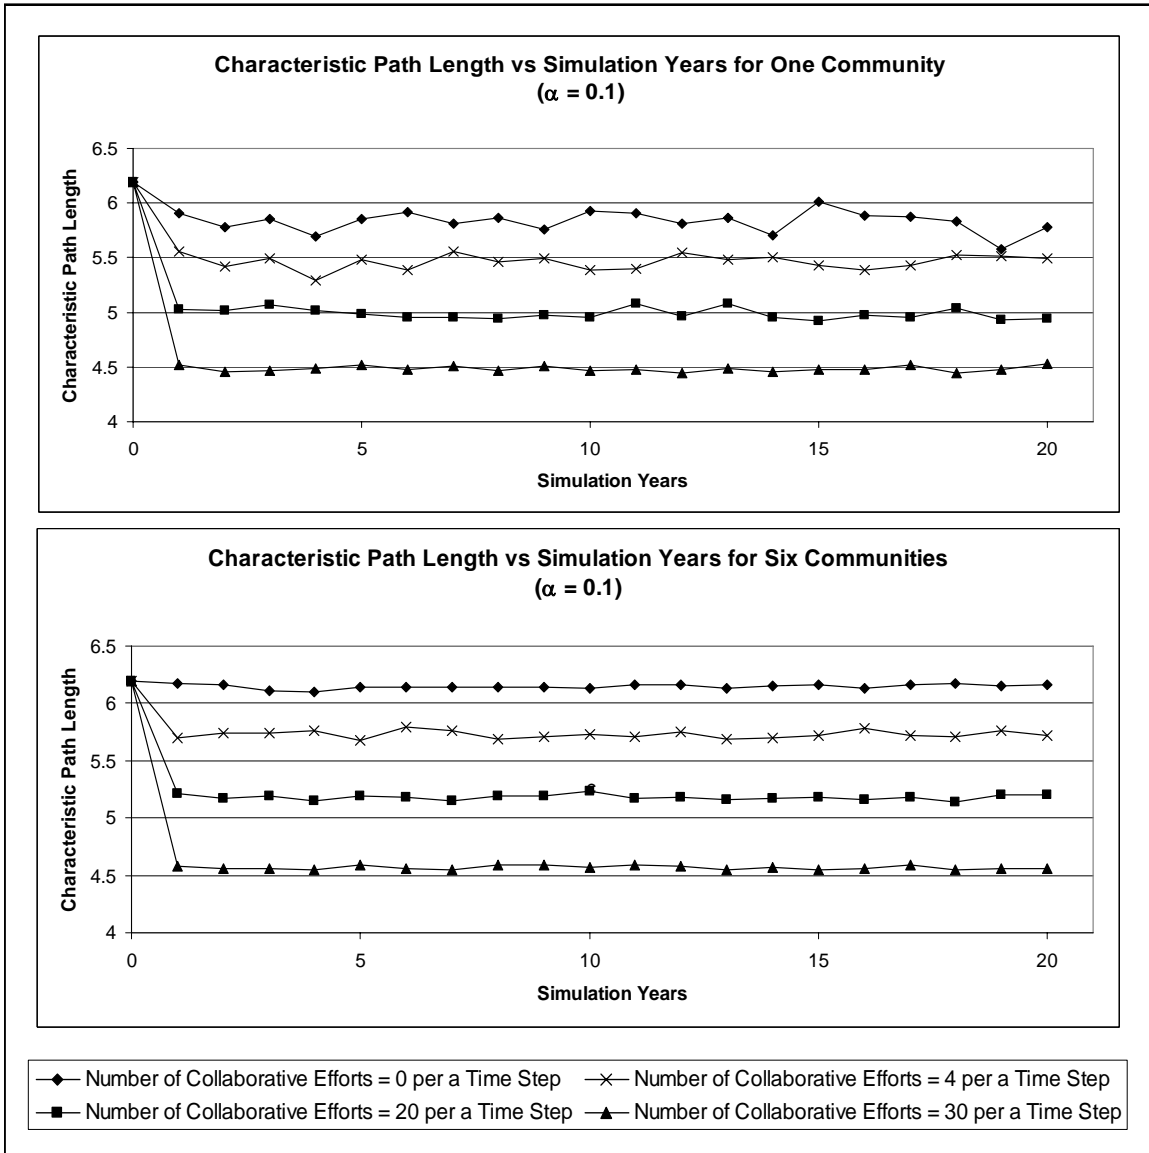 Characteristic Path Length vs Simulation Years for One Community
(α = 0.1)
Characteristic Path Length
6.5
6
5.5
5
4.5
4
0 5 10 15 20
Simulation Years
Characteristic Path Length vs Simulation Years for Six Communities
(α = 0.1)
Characteristic Path Length
6.5
6
5.5
5
4.5
4
0 5 10 15 20
Simulation Years
Number of Collaborative Efforts = 0 per a Time Step
Number of Collaborative Efforts = 4 per a Time Step
Number of Collaborative Efforts = 20 per a Time Step
Number of Collaborative Efforts = 30 per a Time Step